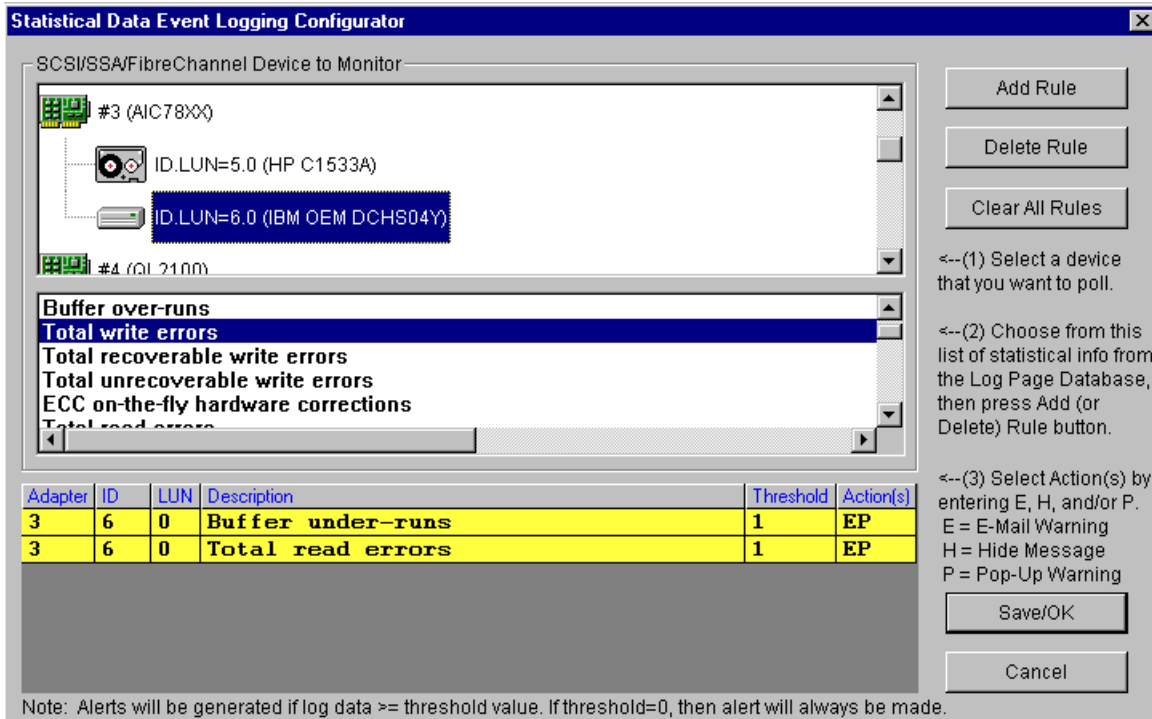 Statistical Data Event Logging Configurator
SCSI/SSA/FibreChannel Device to Monitor
#3 (AIC78XX)
ID.LUN=5.0 (HP C1533A)
ID.LUN=6.0 (IBM OEM DCHS04Y)
#4 (QL2100)
Buffer over-runs
Total write errors
Total recoverable write errors
Total unrecoverable write errors
ECC on-the-fly hardware corrections
Total read errors
Adapter ID LUN Description Threshold Action(s)
3 6 0 Buffer under-runs 1 EP
3 6 0 Total read errors 1 EP
Note: Alerts will be generated if log data >= threshold value. If threshold=0, then alert will always be made.
Add Rule
Delete Rule
Clear All Rules
<--(1) Select a device
that you want to poll.
<--(2) Choose from this
list of statistical info from
the Log Page Database,
then press Add (or
Delete) Rule button.
<--(3) Select Action(s) by
entering E, H, and/or P.
E = E-Mail Warning
H = Hide Message
P = Pop-Up Warning
Save/OK
Cancel